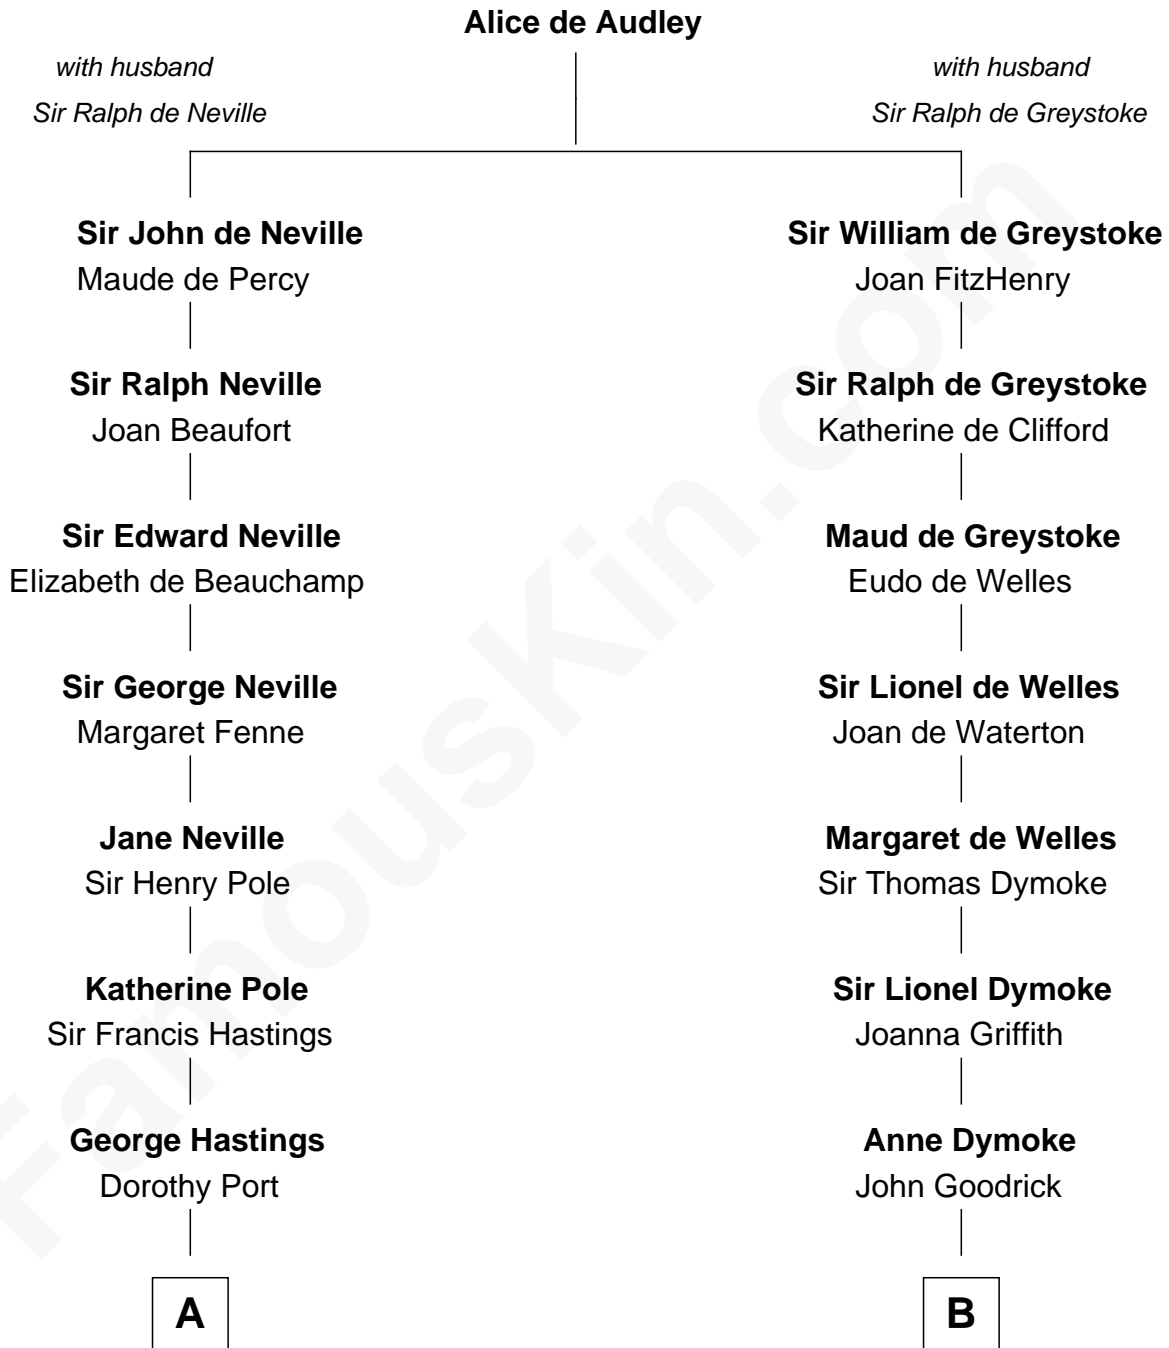 Alice de Audley
with husband
Sir Ralph de Neville
with husband
Sir Ralph de Greystoke
Sir John de Neville
Maude de Percy
Sir William de Greystoke
Joan FitzHenry
Sir Ralph Neville
Joan Beaufort
Sir Ralph de Greystoke
Katherine de Clifford
Sir Edward Neville
Elizabeth de Beauchamp
Maud de Greystoke
Eudo de Welles
Sir George Neville
Margaret Fenne
Sir Lionel de Welles
Joan de Waterton
Jane Neville
Sir Henry Pole
Margaret de Welles
Sir Thomas Dymoke
Katherine Pole
Sir Francis Hastings
Sir Lionel Dymoke
Joanna Griffith
George Hastings
Dorothy Port
Anne Dymoke
John Goodrick
A
B
FamousKin.com